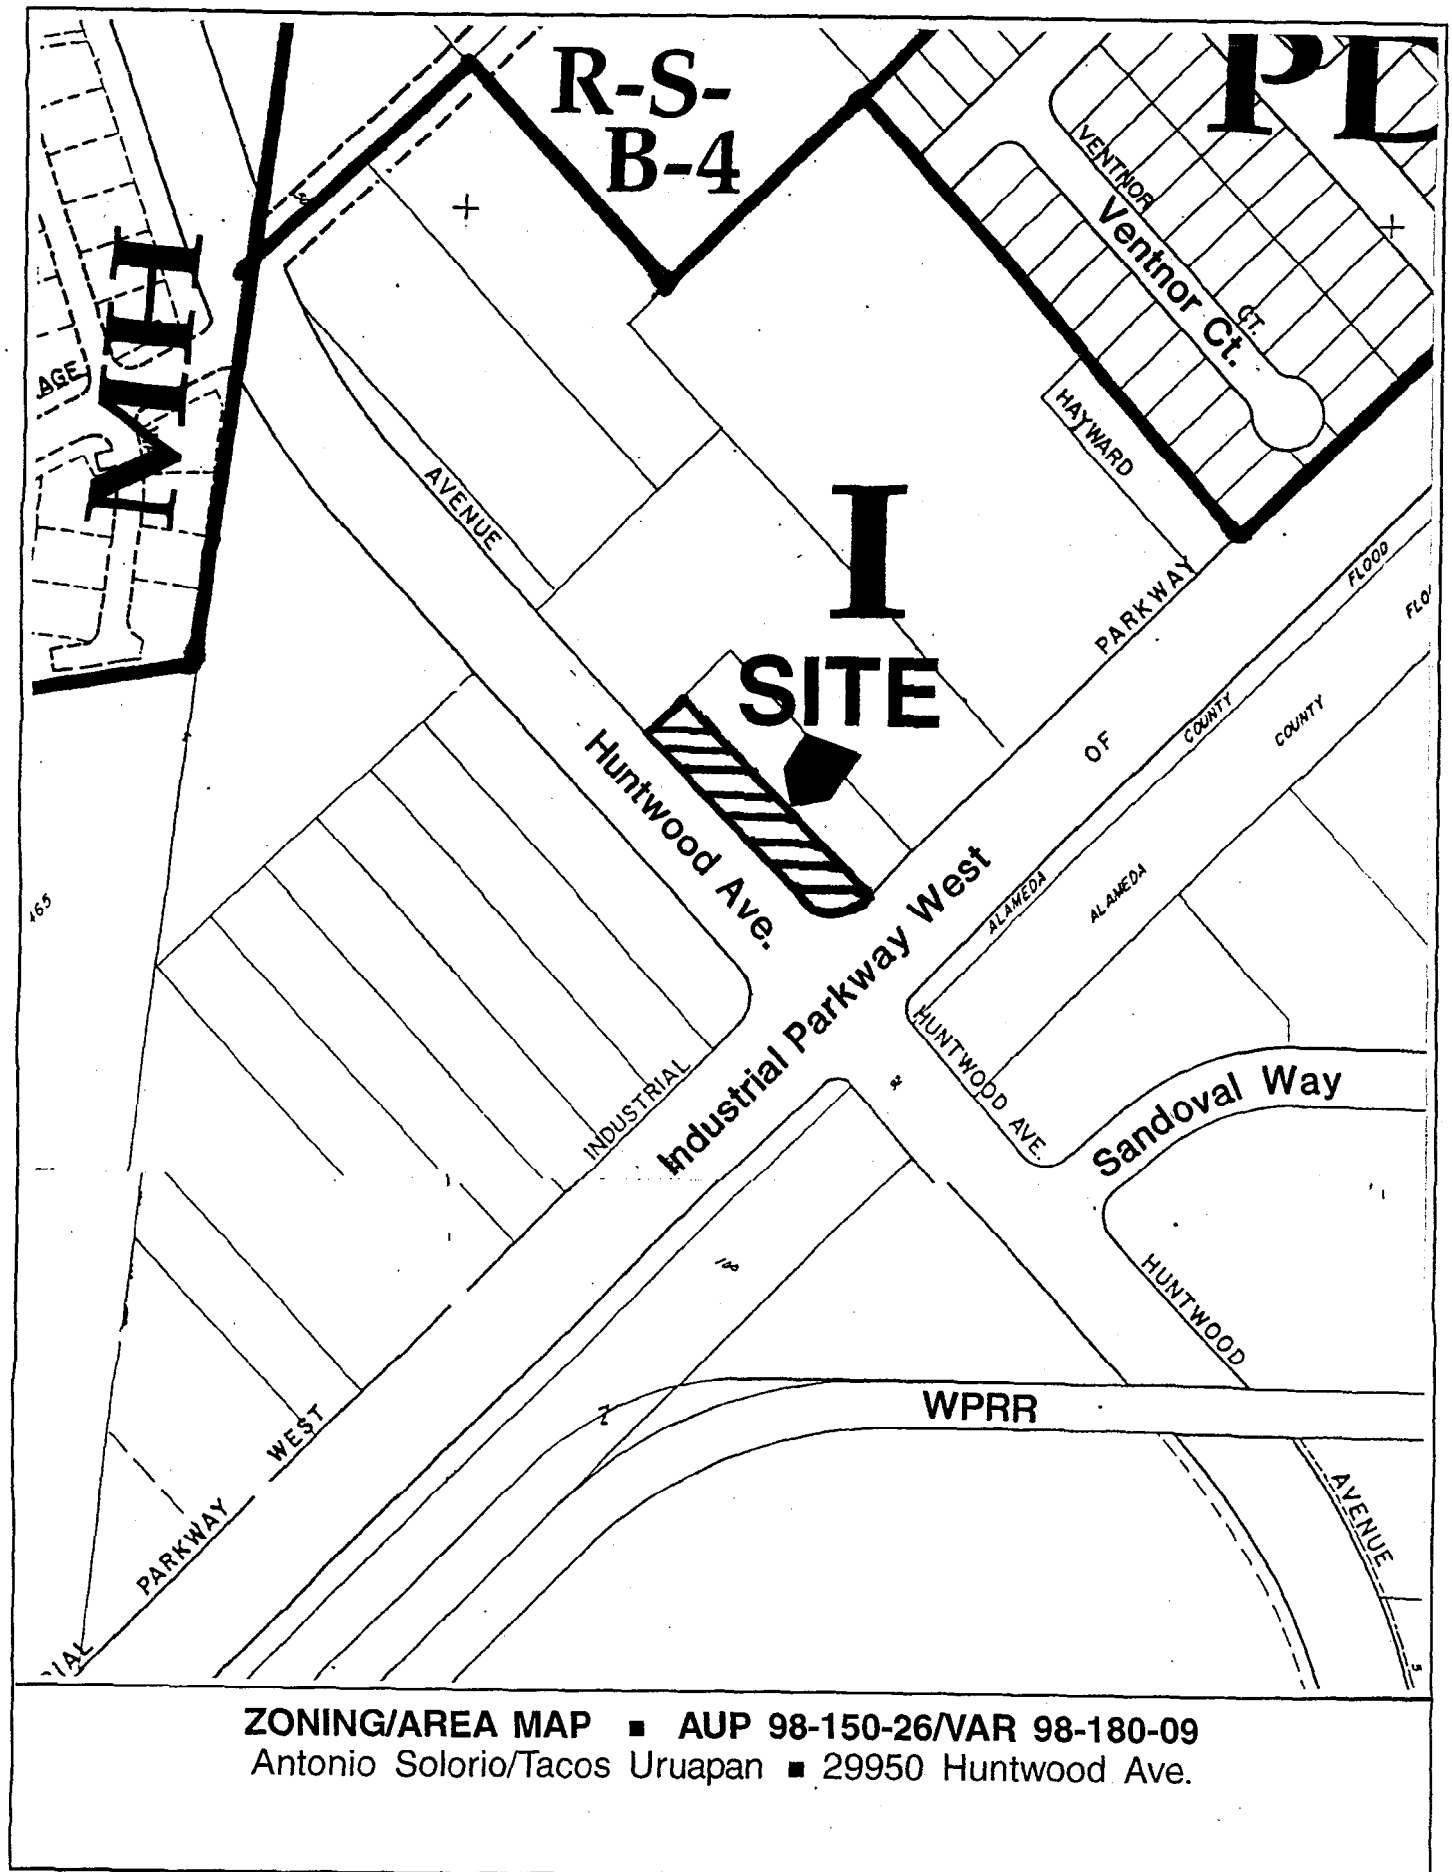 R-S-
B-4
PD
MH
AGE
VENTNOR
CT.
Ventnor Ct.
HAYWARD
AVENUE
I
SITE
PARKWAY
FLOOD
OF
COUNTY
COUNTY
Huntwood Ave.
ALAMEDA
ALAMEDA
165
Industrial Parkway West
INDUSTRIAL
HUNTWOOD AVE.
Sandoval Way
HUNTWOOD
100
WPRR
WEST
PARKWAY
AVENUE
ZONING/AREA MAP ■ AUP 98-150-26/VAR 98-180-09
Antonio Solorio/Tacos Uruapan ■ 29950 Huntwood Ave.